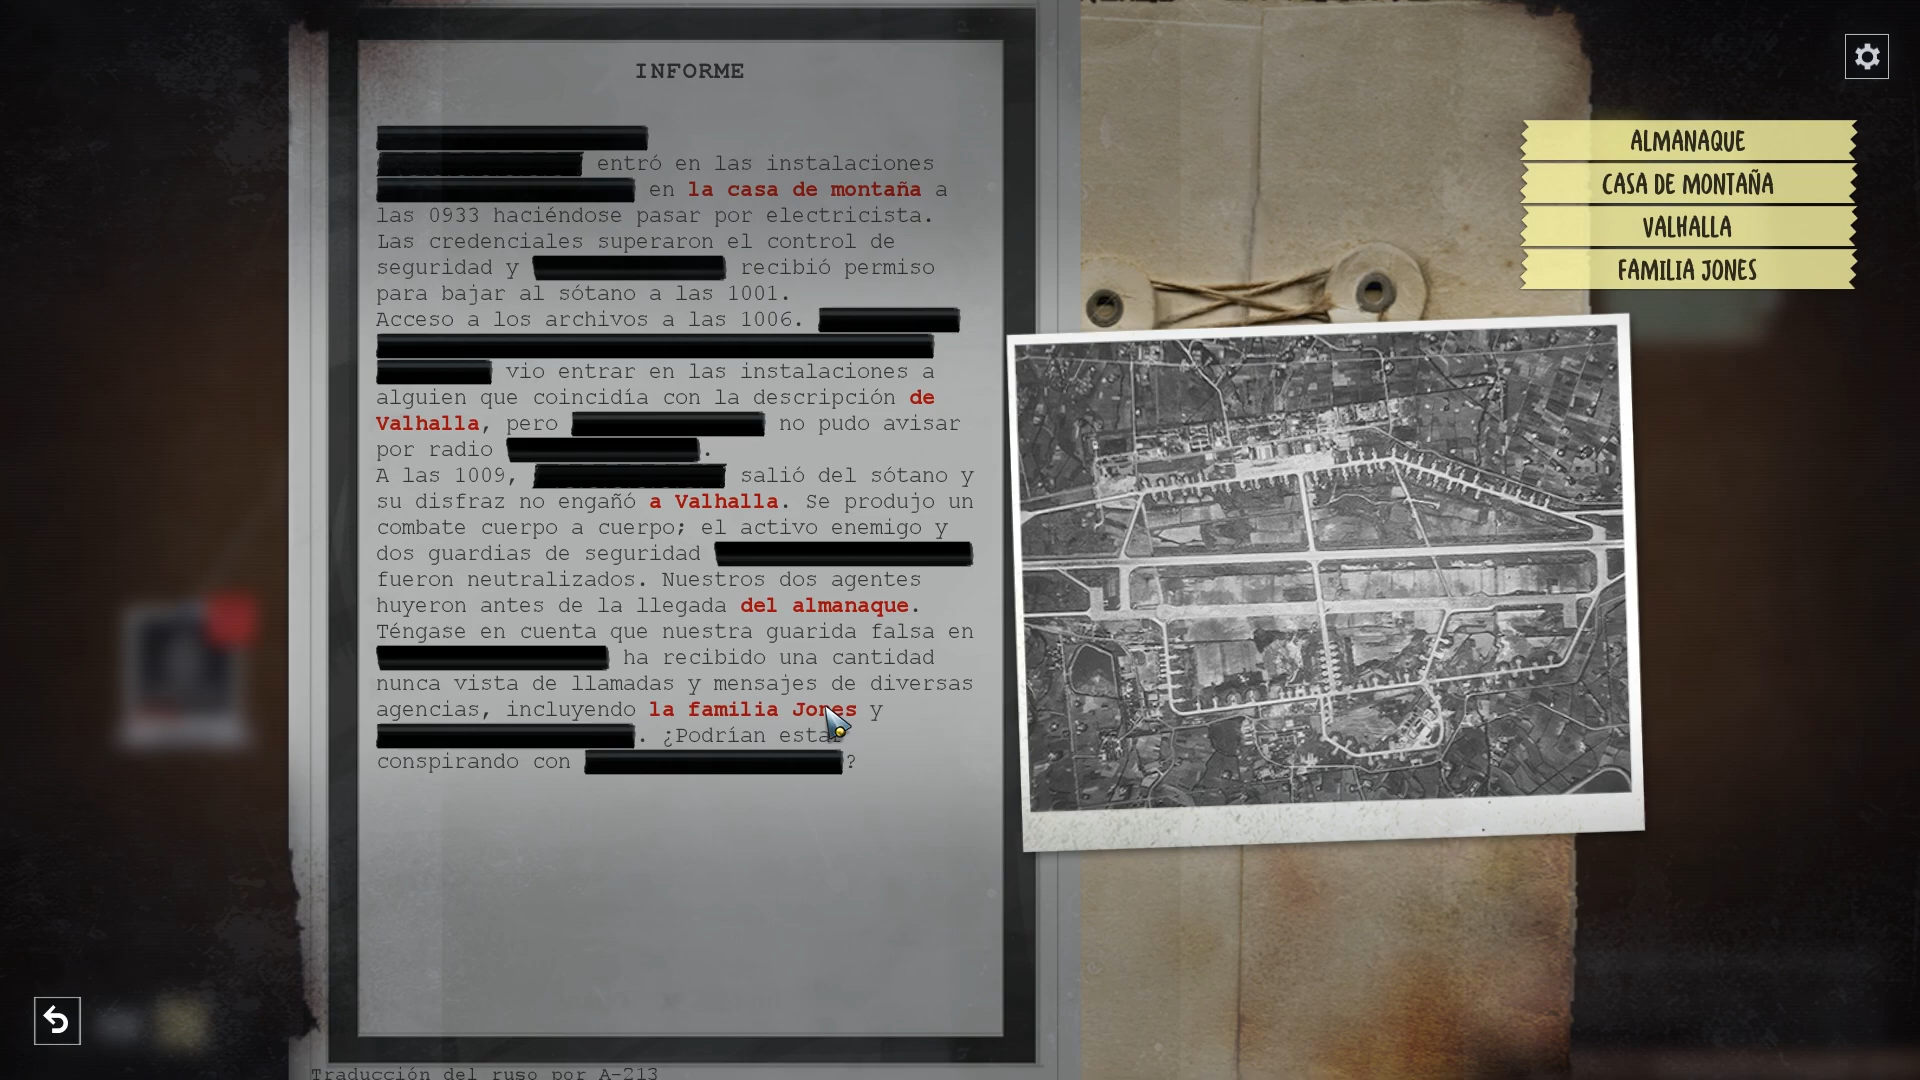 INFORME
entró en las instalaciones
en la casa de montaña a
las 0933 haciéndose pasar por electricista.
Las credenciales superaron el control de
seguridad y recibió permiso
para bajar al sótano a las 1001.
Acceso a los archivos a las 1006.
vio entrar en las instalaciones a
alguien que coincidía con la descripción de
Valhalla, pero no pudo avisar
por radio .
A las 1009, salió del sótano y
su disfraz no engañó a Valhalla. Se produjo un
combate cuerpo a cuerpo; el activo enemigo y
dos guardias de seguridad
fueron neutralizados. Nuestros dos agentes
huyeron antes de la llegada del almanaque.
Téngase en cuenta que nuestra guarida falsa en
ha recibido una cantidad
nunca vista de llamadas y mensajes de diversas
agencias, incluyendo la familia Jones y
. ¿Podrían estar
conspirando con ?
Traducción del ruso por A-213
ALMANAQUE
CASA DE MONTAÑA
VALHALLA
FAMILIA JONES